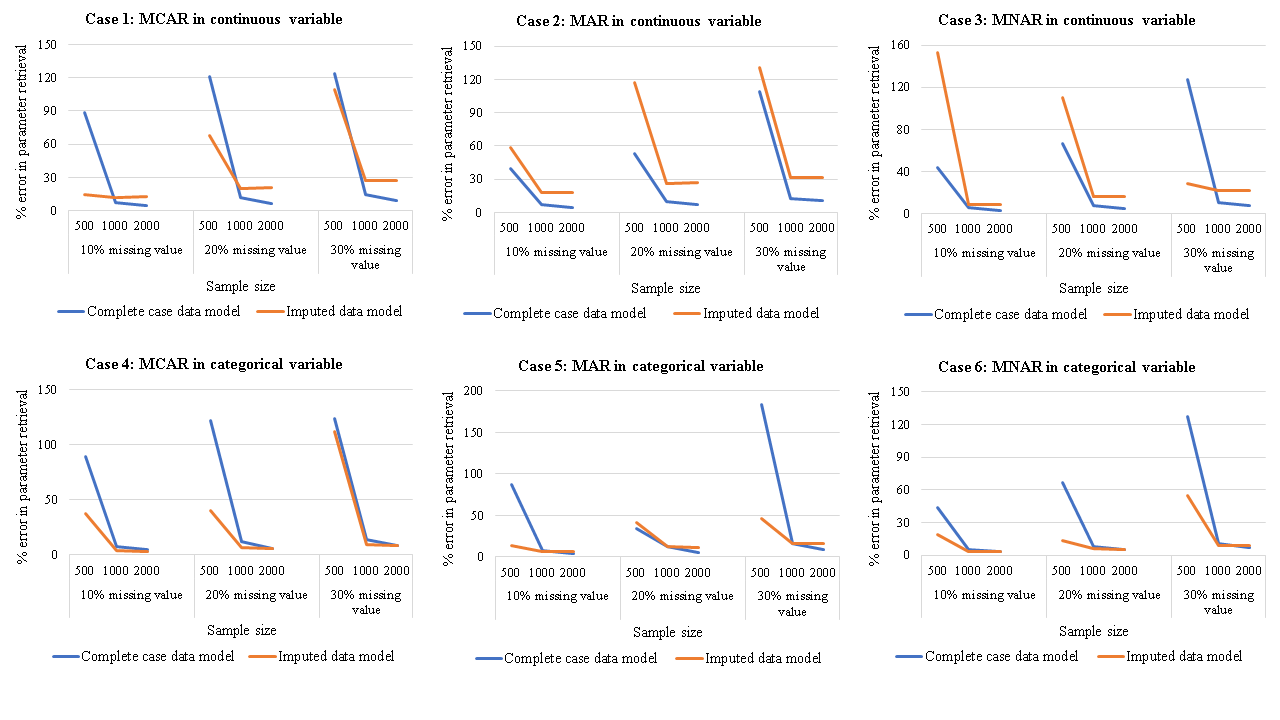 Case 1: MCAR in continuous variable
% error in parameter retrieval
150
120
90
60
30
0
500 1000 2000 500 1000 2000 500 1000 2000
10% missing value 20% missing value 30% missing value
Sample size
Complete case data model Imputed data model
Case 2: MAR in continuous variable
% error in parameter retrieval
150
120
90
60
30
0
500 1000 2000 500 1000 2000 500 1000 2000
10% missing value 20% missing value 30% missing value
Sample size
Complete case data model Imputed data model
Case 3: MNAR in continuous variable
% error in parameter retrieval
160
120
80
40
0
500 1000 2000 500 1000 2000 500 1000 2000
10% missing value 20% missing value 30% missing value
Sample size
Complete case data model Imputed data model
Case 4: MCAR in categorical variable
% error in parameter retrieval
150
100
50
0
500 1000 2000 500 1000 2000 500 1000 2000
10% missing value 20% missing value 30% missing value
Sample size
Complete case data model Imputed data model
Case 5: MAR in categorical variable
% error in parameter retrieval
200
150
100
50
0
500 1000 2000 500 1000 2000 500 1000 2000
10% missing value 20% missing value 30% missing value
Sample size
Complete case data model Imputed data model
Case 6: MNAR in categorical variable
% error in parameter retrieval
150
120
90
60
30
0
500 1000 2000 500 1000 2000 500 1000 2000
10% missing value 20% missing value 30% missing value
Sample size
Complete case data model Imputed data model